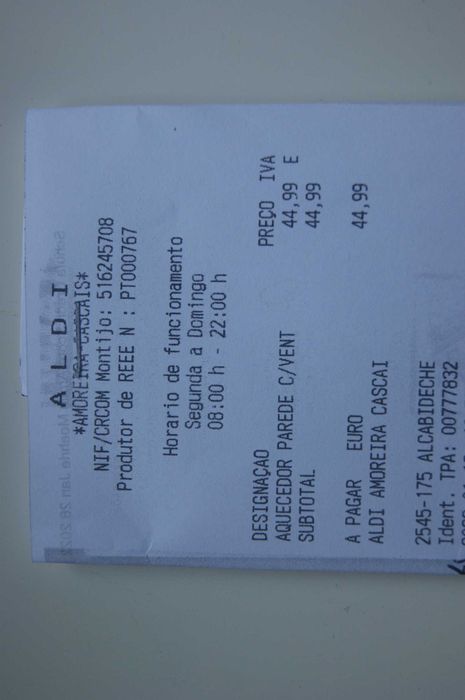 A L D I
*AMOREIRA CASCAIS*
NIF/CRCOM Montijo: 516245708
Produtor de REEE N : PT000767
Horario de funcionamento
Segunda a Domingo
08:00 h - 22:00 h
DESIGNAÇAO PREÇO IVA
AQUECEDOR PAREDE C/VENT 44,99 E
SUBTOTAL 44,99
A PAGAR EURO 44,99
ALDI AMOREIRA CASCAI
2545-175 ALCABIDECHE
Ident. TPA: 00777832